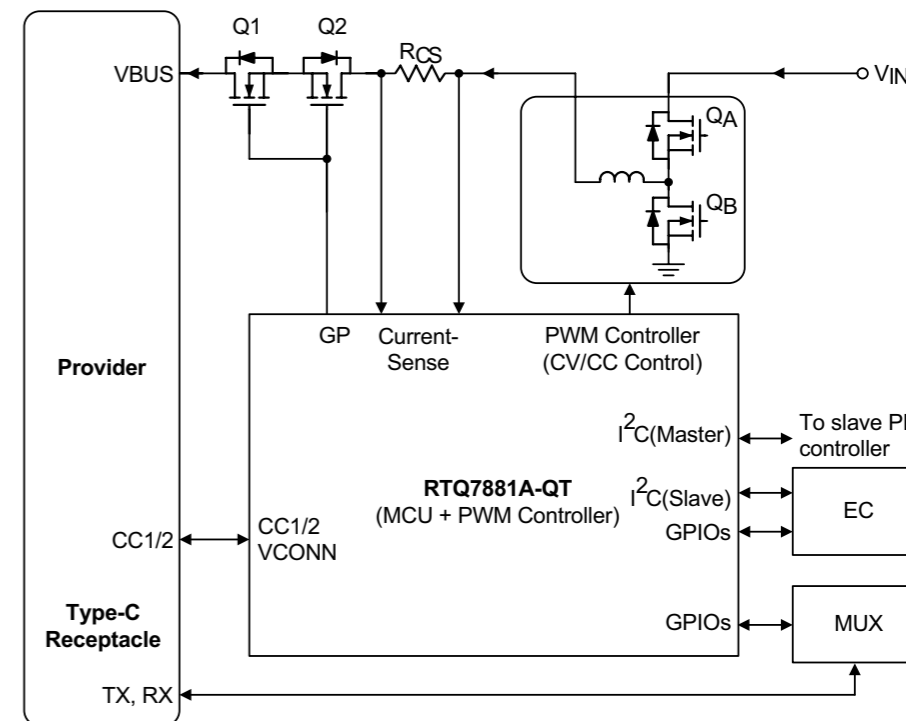 Q1
Q2
VBUS
RCS
VIN
QA
QB
GP
Current-
Sense
PWM Controller
(CV/CC Control)
Provider
I2C(Master)
To slave P
controller
RTQ7881A-QT
(MCU + PWM Controller)
I2C(Slave)
GPIOs
EC
CC1/2
CC1/2
VCONN
Type-C
Receptacle
GPIOs
MUX
TX, RX